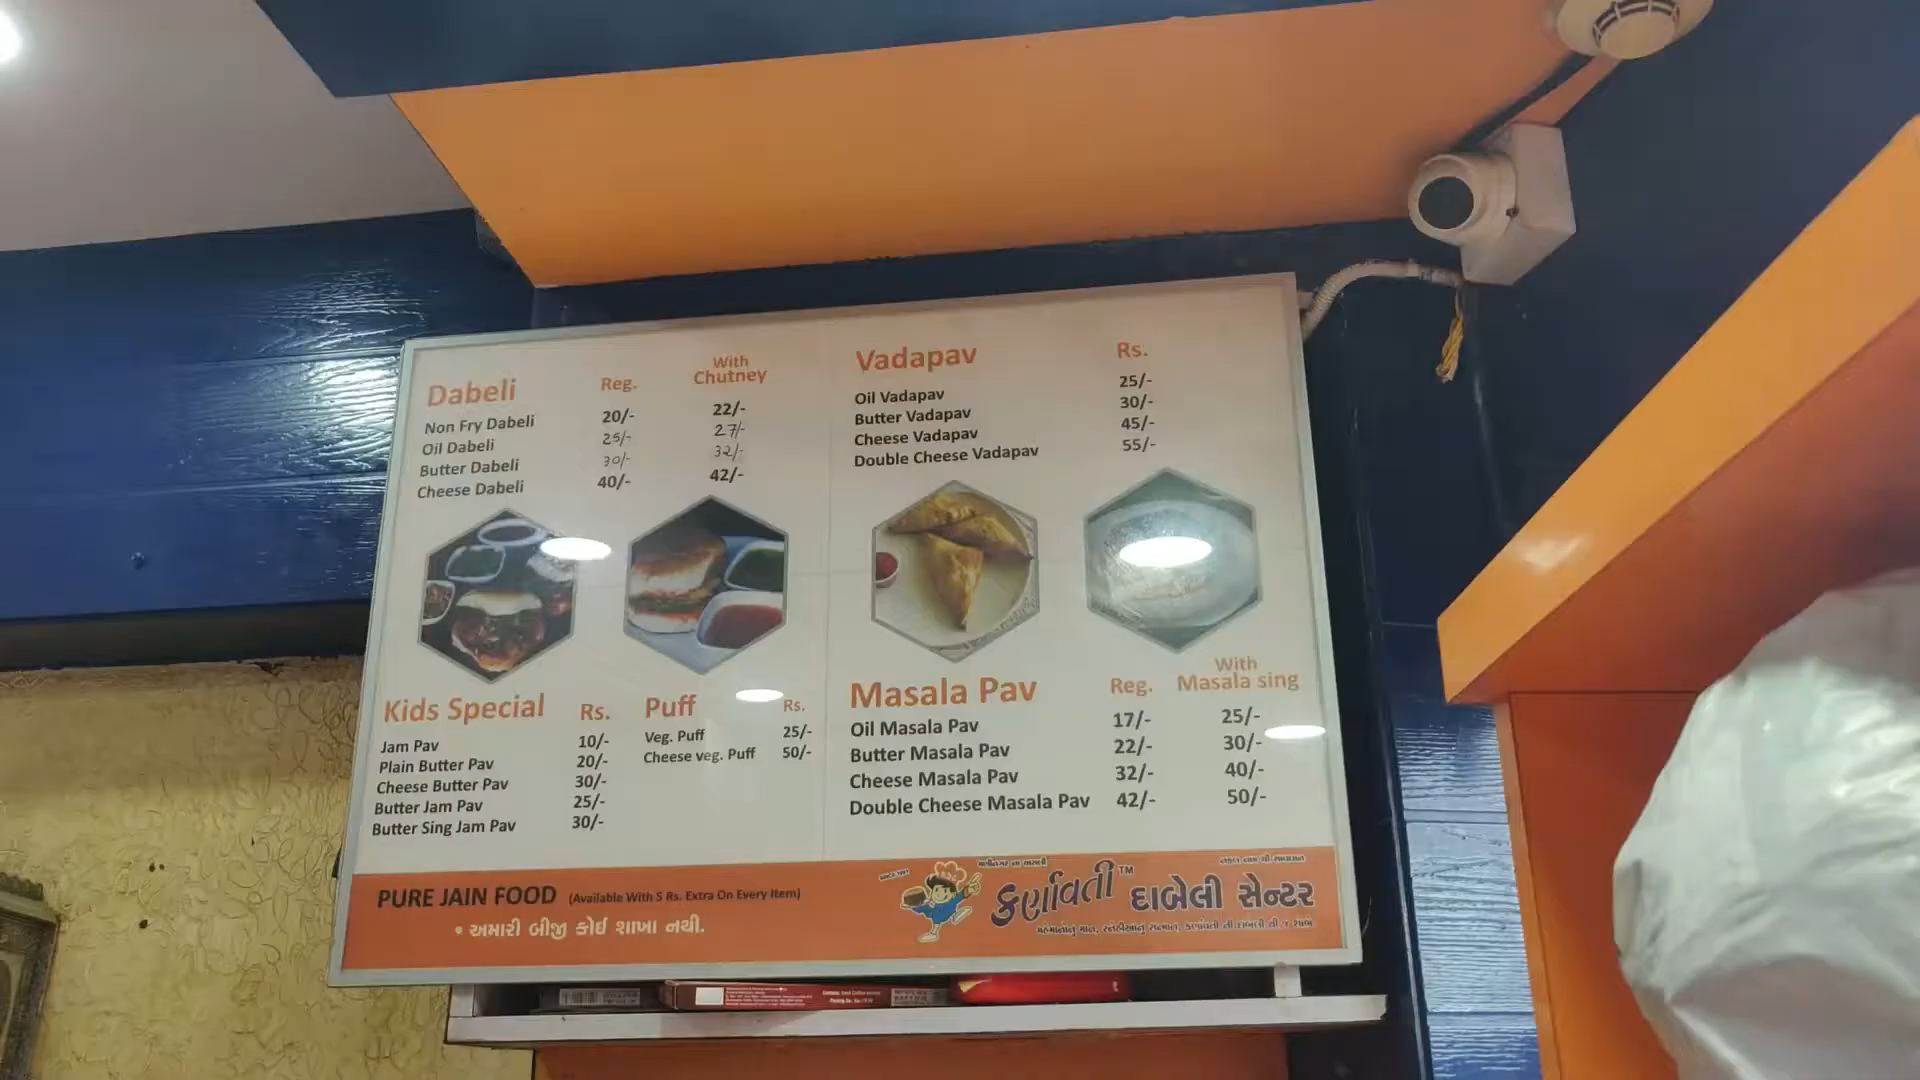 Dabeli Reg. With Chutney
Non Fry Dabeli 20/- 22/-
Oil Dabeli 25/- 27/-
Butter Dabeli 30/- 32/-
Cheese Dabeli 40/- 42/-
Vadapav Rs.
Oil Vadapav 25/-
Butter Vadapav 30/-
Cheese Vadapav 45/-
Double Cheese Vadapav 55/-
Kids Special Rs.
Jam Pav 10/-
Plain Butter Pav 20/-
Cheese Butter Pav 30/-
Butter Jam Pav 25/-
Butter Sing Jam Pav 30/-
Puff Rs.
Veg. Puff 25/-
Cheese veg. Puff 50/-
Masala Pav Reg. With Masala sing
Oil Masala Pav 17/- 25/-
Butter Masala Pav 22/- 30/-
Cheese Masala Pav 32/- 40/-
Double Cheese Masala Pav 42/- 50/-
PURE JAIN FOOD (Available With 5 Rs. Extra On Every Item)
• અમારી બીજી કોઈ શાખા નથી.
કર્ણાવતી TM દાબેલી સેન્ટર